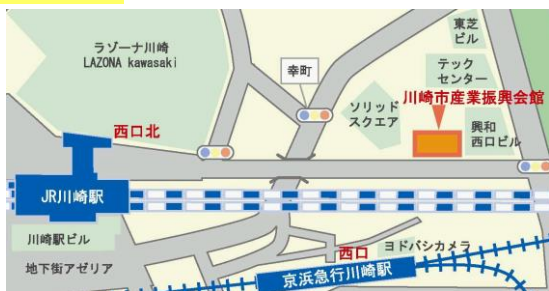 ラゾーナ川崎
LAZONA kawasaki
東芝
ビル
幸町
テック
センター
川崎市産業振興会館
ソリッド
スクエア
興和
西口ビル
西口北
JR川崎駅
川崎駅ビル
西口
ヨドバシカメラ
地下街アゼリア
京浜急行川崎駅